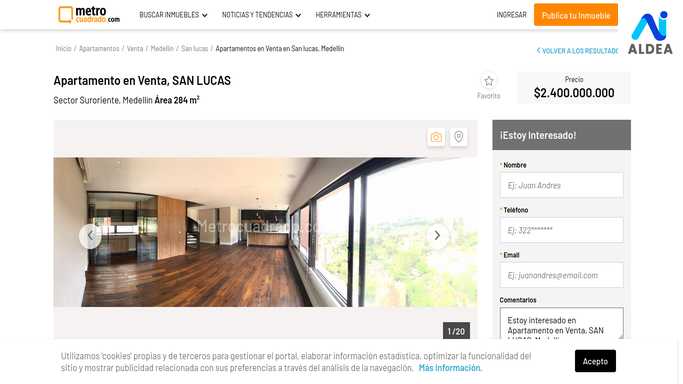 metro
cuadrado.com
BUSCAR INMUEBLES
NOTICIAS Y TENDENCIAS
HERRAMIENTAS
INGRESAR
Publica tu Inmueble
ALDEA
Inicio / Apartamentos / Venta / Medellín / San lucas / Apartamentos en Venta en San lucas, Medellín
VOLVER A LOS RESULTADO
Apartamento en Venta, SAN LUCAS
Sector Suroriente, Medellín Área 284 m²
Favorito
Precio
$2.400.000.000
¡Estoy Interesado!
* Nombre
Ej: Juan Andres
* Teléfono
Ej: 322*******
* Email
Ej: juanandres@email.com
Comentarios
Estoy interesado en
Apartamento en Venta, SAN
LUCAS, Medellín
Metrocuadrado.com
1/20
Utilizamos 'cookies' propias y de terceros para gestionar el portal, elaborar información estadística, optimizar la funcionalidad del
sitio y mostrar publicidad relacionada con sus preferencias a través del análisis de la navegación. Más información.
Acepto